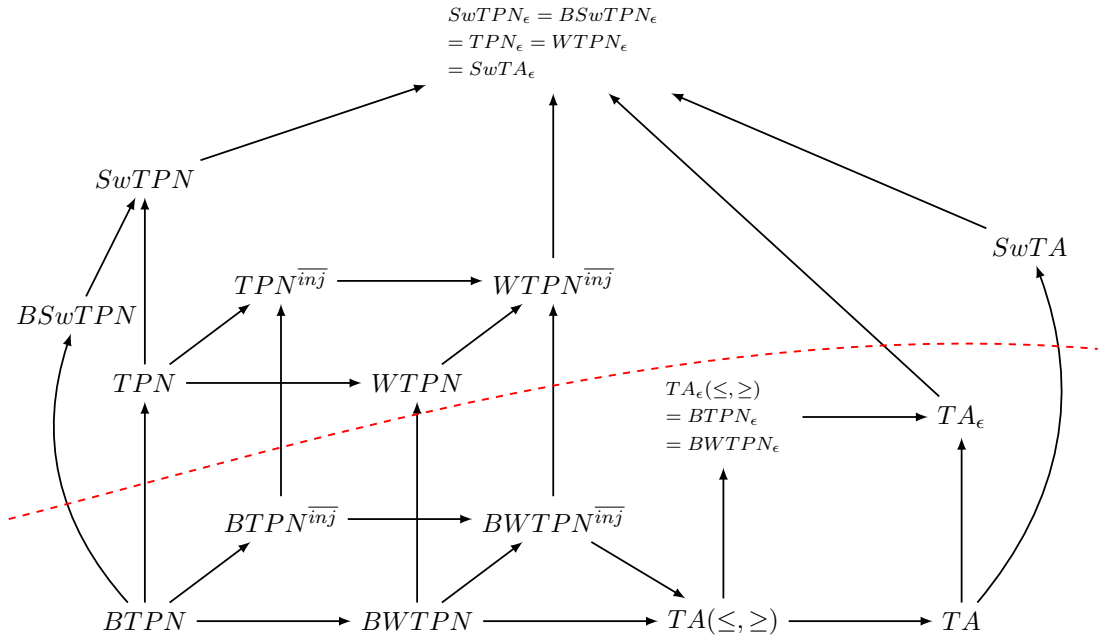 SwTPN_ϵ = BSwTPN_ϵ
= TPN_ϵ = WTPN_ϵ
= SwTA_ϵ
SwTPN
SwTA
TPN^{\overline{inj}}
WTPN^{\overline{inj}}
BSwTPN
TPN
WTPN
TA_ϵ(≤, ≥)
= BTPN_ϵ
= BWTPN_ϵ
TA_ϵ
BTPN^{\overline{inj}}
BWTPN^{\overline{inj}}
BTPN
BWTPN
TA(≤, ≥)
TA